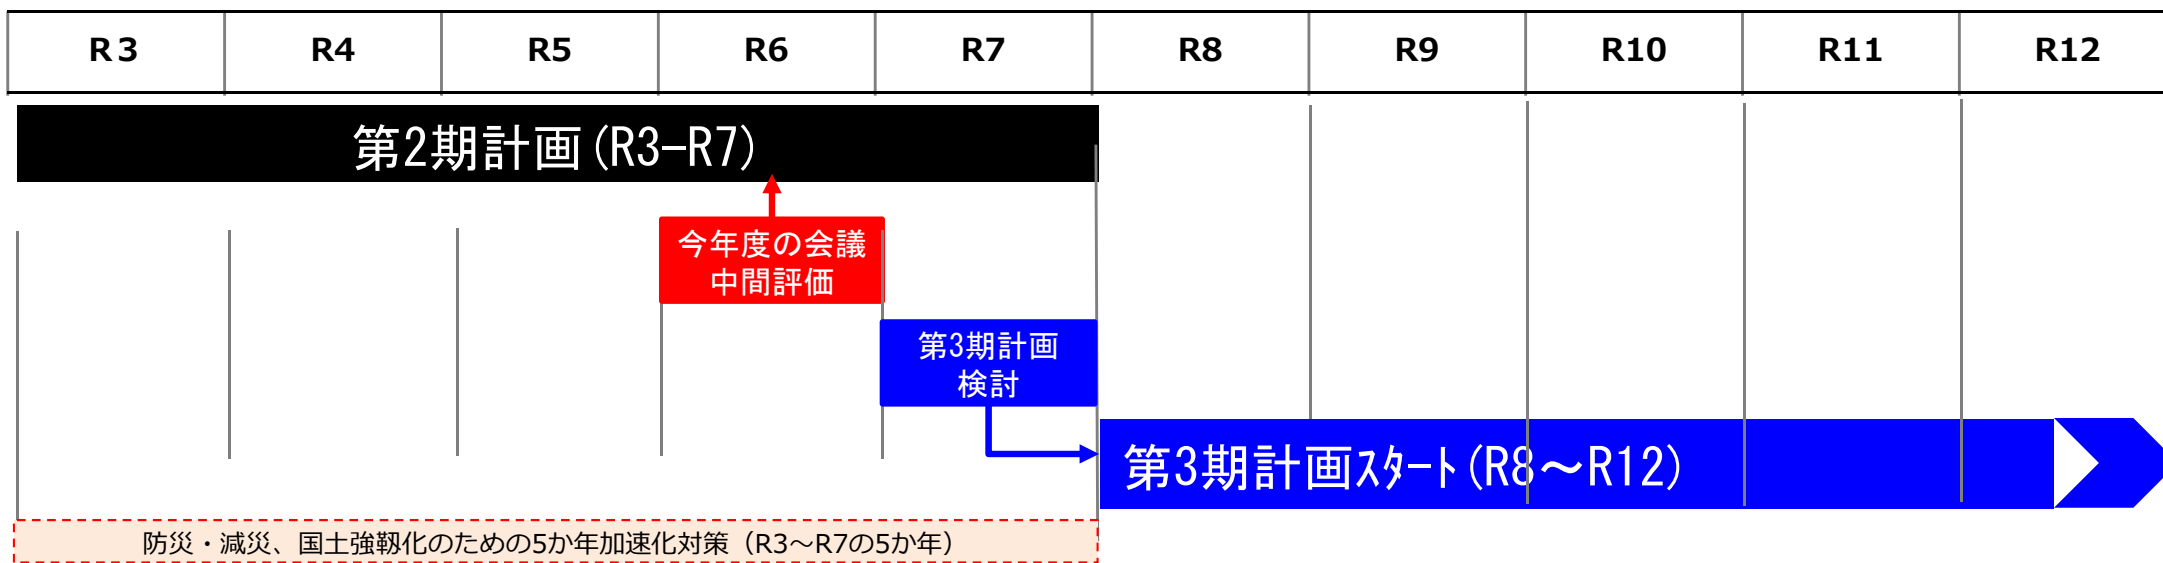 R3
R4
R5
R6
R7
R8
R9
R10
R11
R12
第2期計画(R3−R7)
今年度の会議
中間評価
第3期計画
検討
第3期計画ｽﾀｰﾄ(R8～R12)
防災・減災、国土強靱化のための5か年加速化対策（R3～R7の5か年）